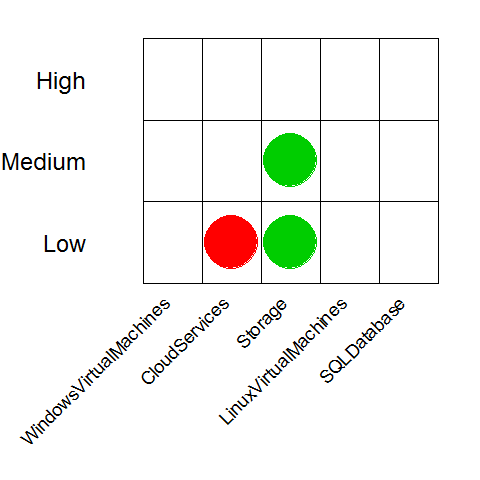 High
Medium
Low
WindowsVirtualMachines
CloudServices
Storage
LinuxVirtualMachines
SQLDatabase